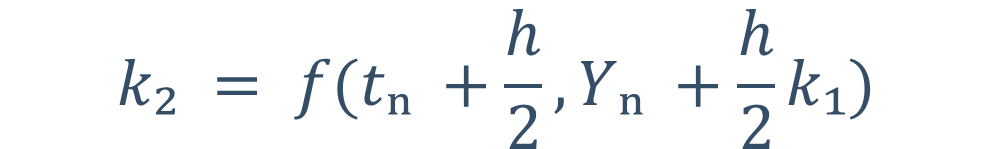 k₂ = f(tₙ + h/2, Yₙ + h/2 k₁)